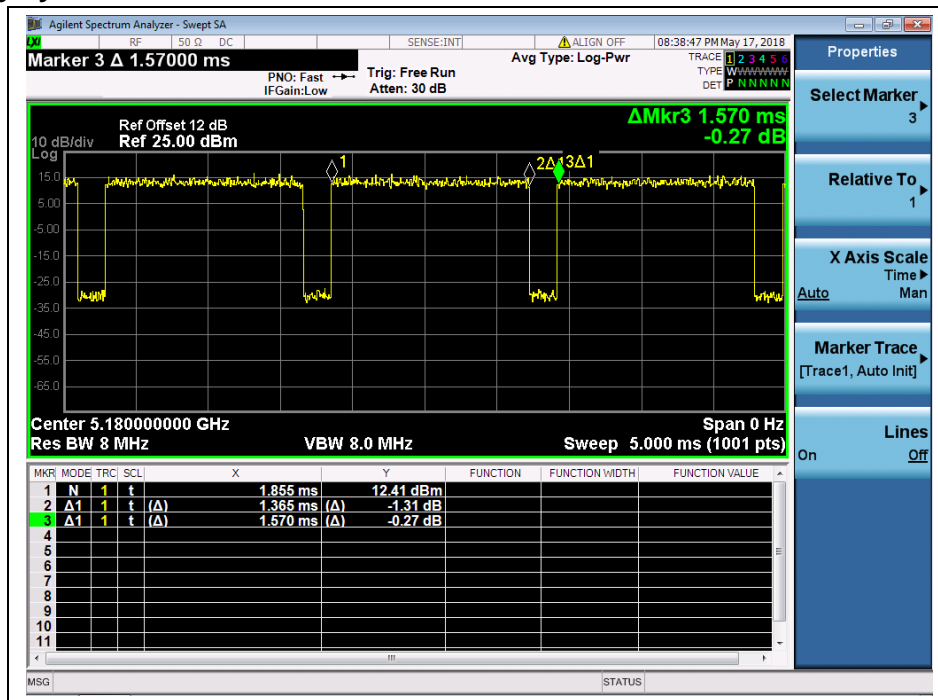 Agilent Spectrum Analyzer - Swept SA
LXI RF 50 Ω DC SENSE:INT ALIGN OFF 08:38:47 PM May 17, 2018
Marker 3 Δ 1.57000 ms
PNO: Fast
IFGain:Low
Trig: Free Run
Atten: 30 dB
Avg Type: Log-Pwr
TRACE 1 2 3 4 5 6
TYPE WWWWWWW
DET P N N N N N
10 dB/div
Log
Ref Offset 12 dB
Ref 25.00 dBm
ΔMkr3 1.570 ms
-0.27 dB
1
2Δ1
3Δ1
15.0
5.00
-5.00
-15.0
-25.0
-35.0
-45.0
-55.0
-65.0
Center 5.180000000 GHz Span 0 Hz
Res BW 8 MHz VBW 8.0 MHz Sweep 5.000 ms (1001 pts)
MKR MODE TRC SCL X Y FUNCTION FUNCTION WIDTH FUNCTION VALUE
1 N 1 t 1.855 ms 12.41 dBm
2 Δ1 1 t (Δ) 1.365 ms (Δ) -1.31 dB
3 Δ1 1 t (Δ) 1.570 ms (Δ) -0.27 dB
4
5
6
7
8
9
10
11
MSG STATUS
Properties
Select Marker
3
Relative To
1
X Axis Scale
Time
Auto Man
Marker Trace
[Trace1, Auto Init]
Lines
On Off